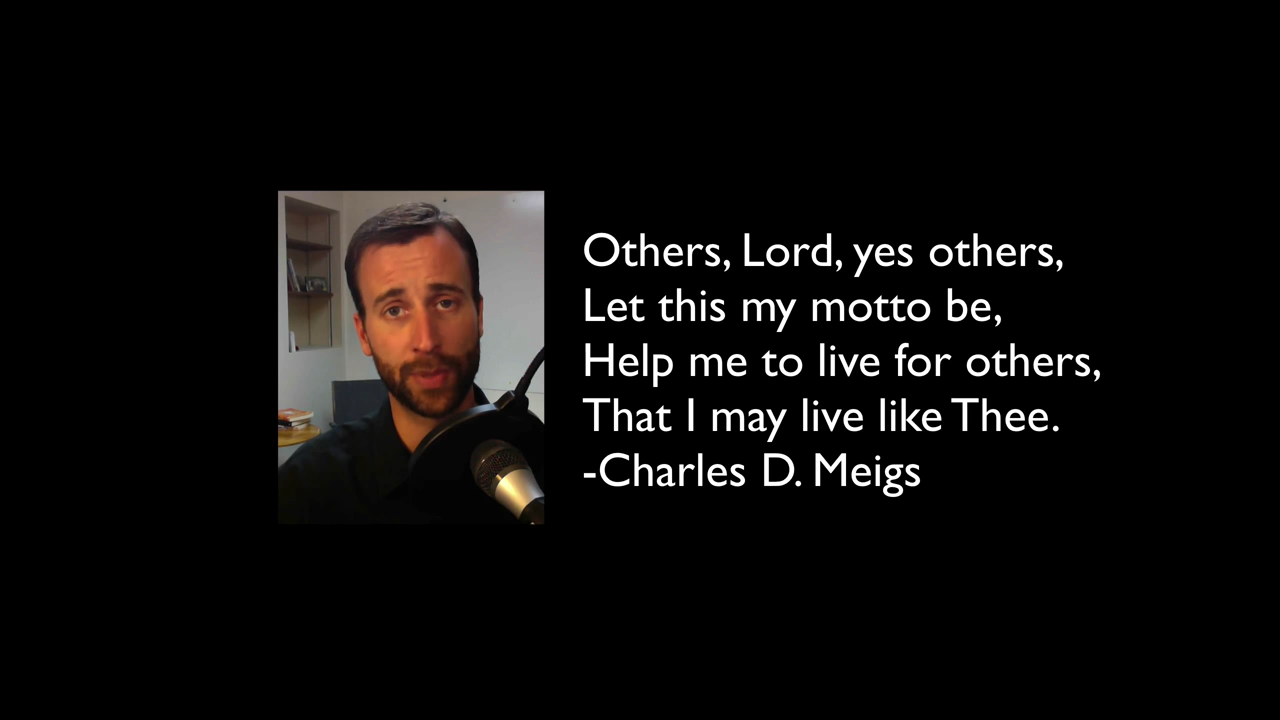 Others, Lord, yes others,
Let this my motto be,
Help me to live for others,
That I may live like Thee.
-Charles D. Meigs